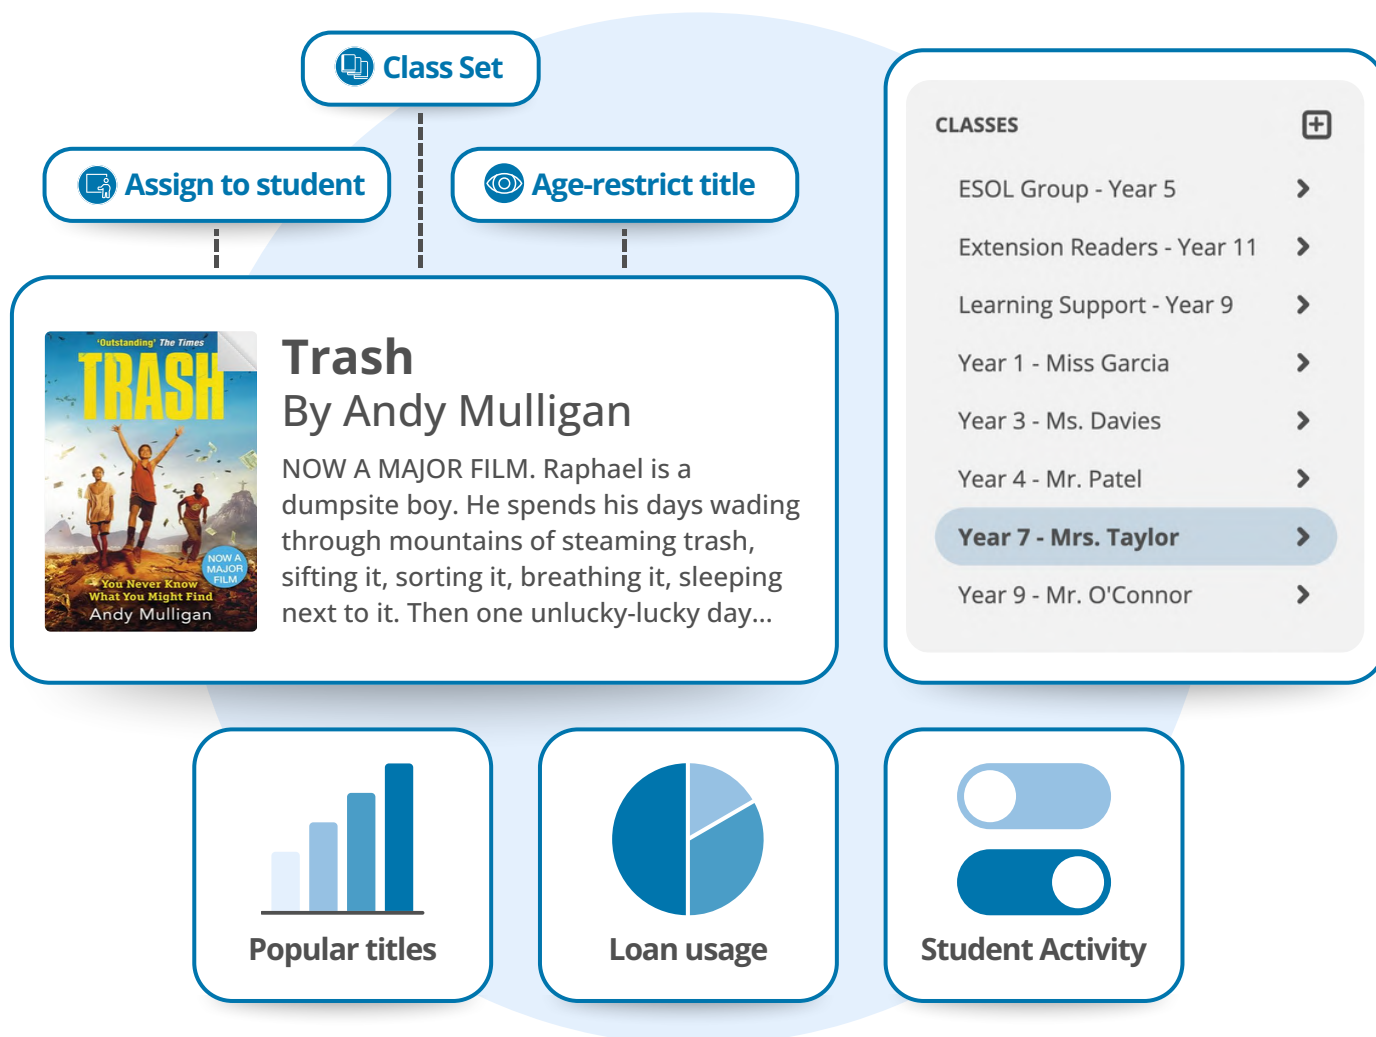 Class Set
Assign to student
Age-restrict title
'Outstanding' The Times
TRASH
NOW A
MAJOR
FILM
You Never Know
What You Might Find
Andy Mulligan
Trash
By Andy Mulligan
NOW A MAJOR FILM. Raphael is a
dumpsite boy. He spends his days wading
through mountains of steaming trash,
sifting it, sorting it, breathing it, sleeping
next to it. Then one unlucky-lucky day...
CLASSES
ESOL Group - Year 5
Extension Readers - Year 11
Learning Support - Year 9
Year 1 - Miss Garcia
Year 3 - Ms. Davies
Year 4 - Mr. Patel
Year 7 - Mrs. Taylor
Year 9 - Mr. O'Connor
Popular titles
Loan usage
Student Activity